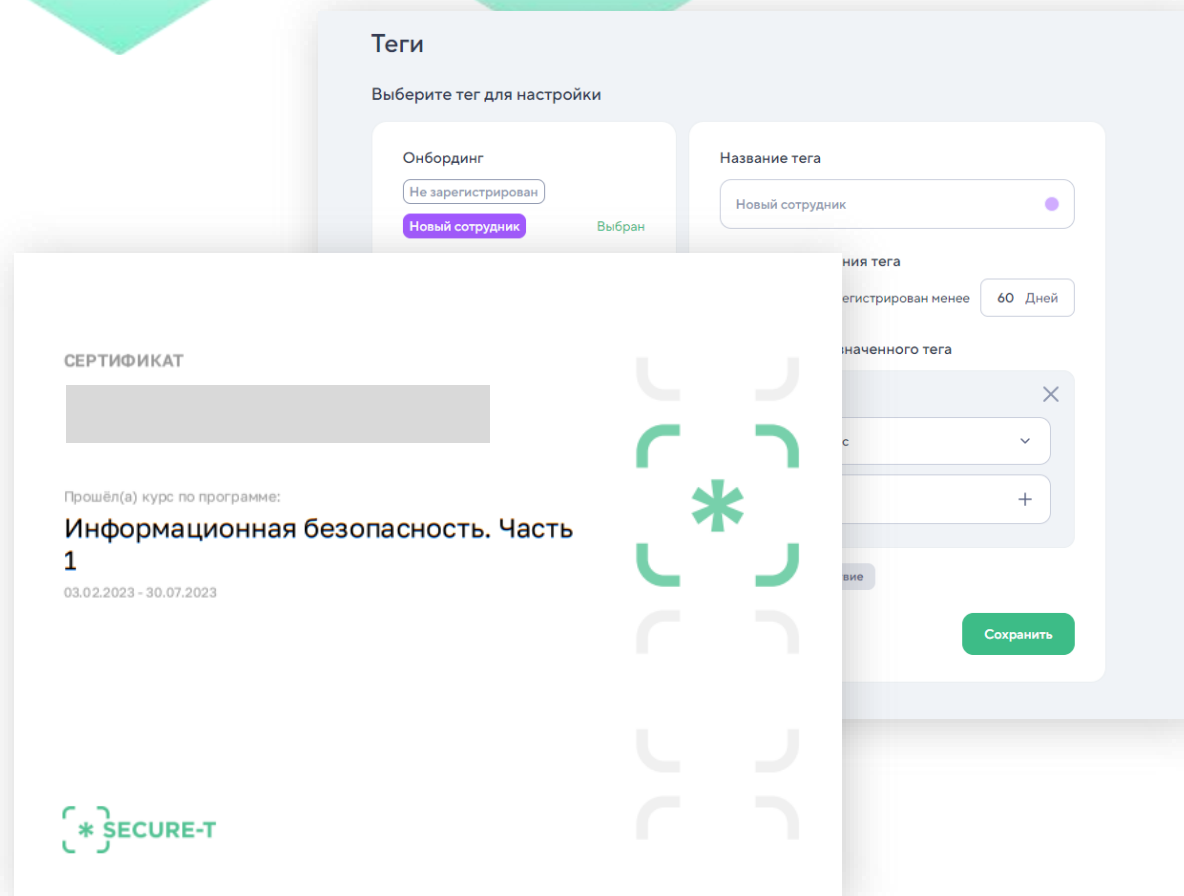 Теги
Выберите тег для настройки
Онбординг
Не зарегистрирован
Новый сотрудник
Выбран
Название тега
Новый сотрудник
ния тега
егистрирован менее
60 Дней
значенного тега
с
вие
Сохранить
СЕРТИФИКАТ
Прошёл(а) курс по программе:
Информационная безопасность. Часть
1
03.02.2023 - 30.07.2023
SECURE-T